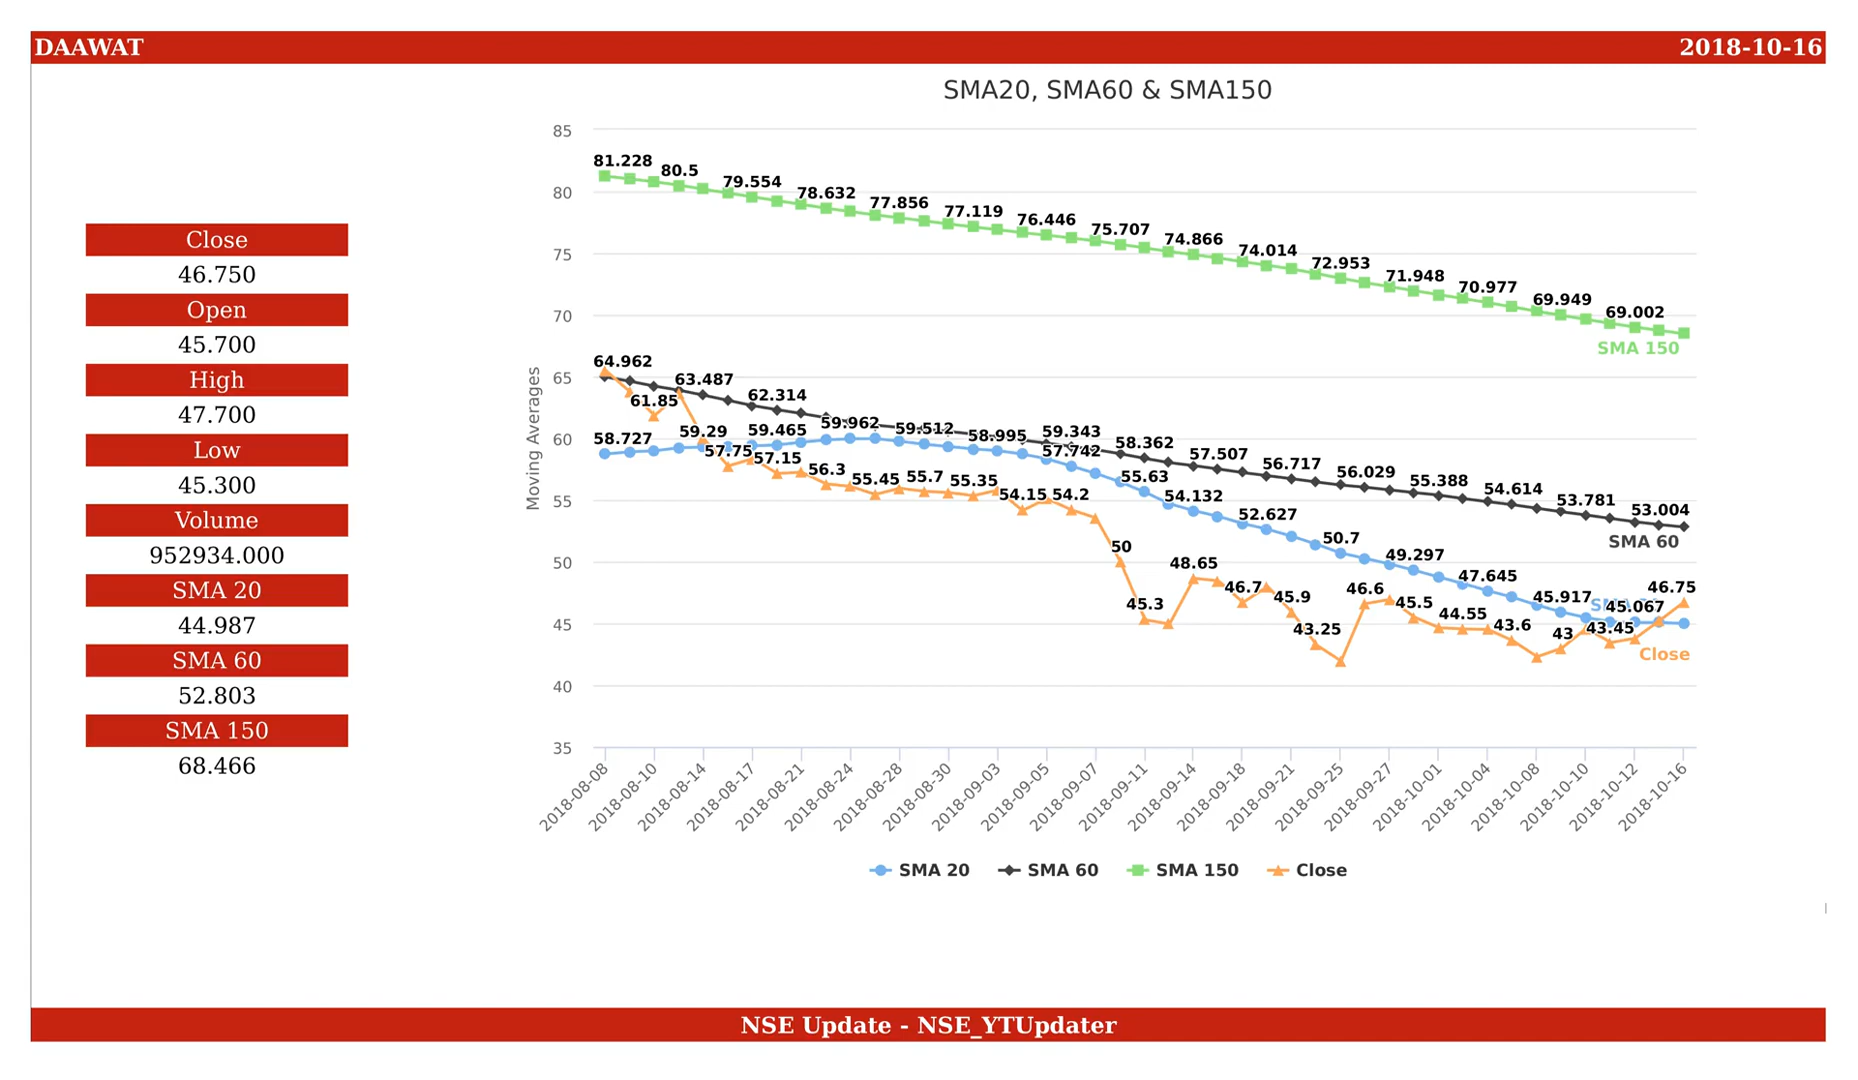 DAAWAT 2018-10-16
SMA20, SMA60 & SMA150
Close
46.750
Open
45.700
High
47.700
Low
45.300
Volume
952934.000
SMA 20
44.987
SMA 60
52.803
SMA 150
68.466
Moving Averages
85
80
75
70
65
60
55
50
45
40
35
81.228 80.5 79.554 78.632 77.856 77.119 76.446 75.707 74.866 74.014 72.953 71.948 70.977 69.949 69.002
SMA 150
64.962 63.487 62.314 59.343 58.362 57.507 56.717 56.029 55.388 54.614 53.781 53.004
SMA 60
58.727 59.29 59.465 59.962 59.512 58.995 57.742 55.63 54.132 52.627 50.7 49.297 47.645 45.917 45.067
61.85 57.75 57.15 56.3 55.45 55.7 55.35 54.15 54.2 50 45.3 48.65 46.7 45.9 43.25 46.6 45.5 44.55 43.6 43 43.45 46.75
Close
2018-08-08 2018-08-10 2018-08-14 2018-08-17 2018-08-21 2018-08-24 2018-08-28 2018-08-30 2018-09-03 2018-09-05 2018-09-07 2018-09-11 2018-09-14 2018-09-18 2018-09-21 2018-09-25 2018-09-27 2018-10-01 2018-10-04 2018-10-08 2018-10-10 2018-10-12 2018-10-16
SMA 20 SMA 60 SMA 150 Close
NSE Update - NSE_YTUpdater